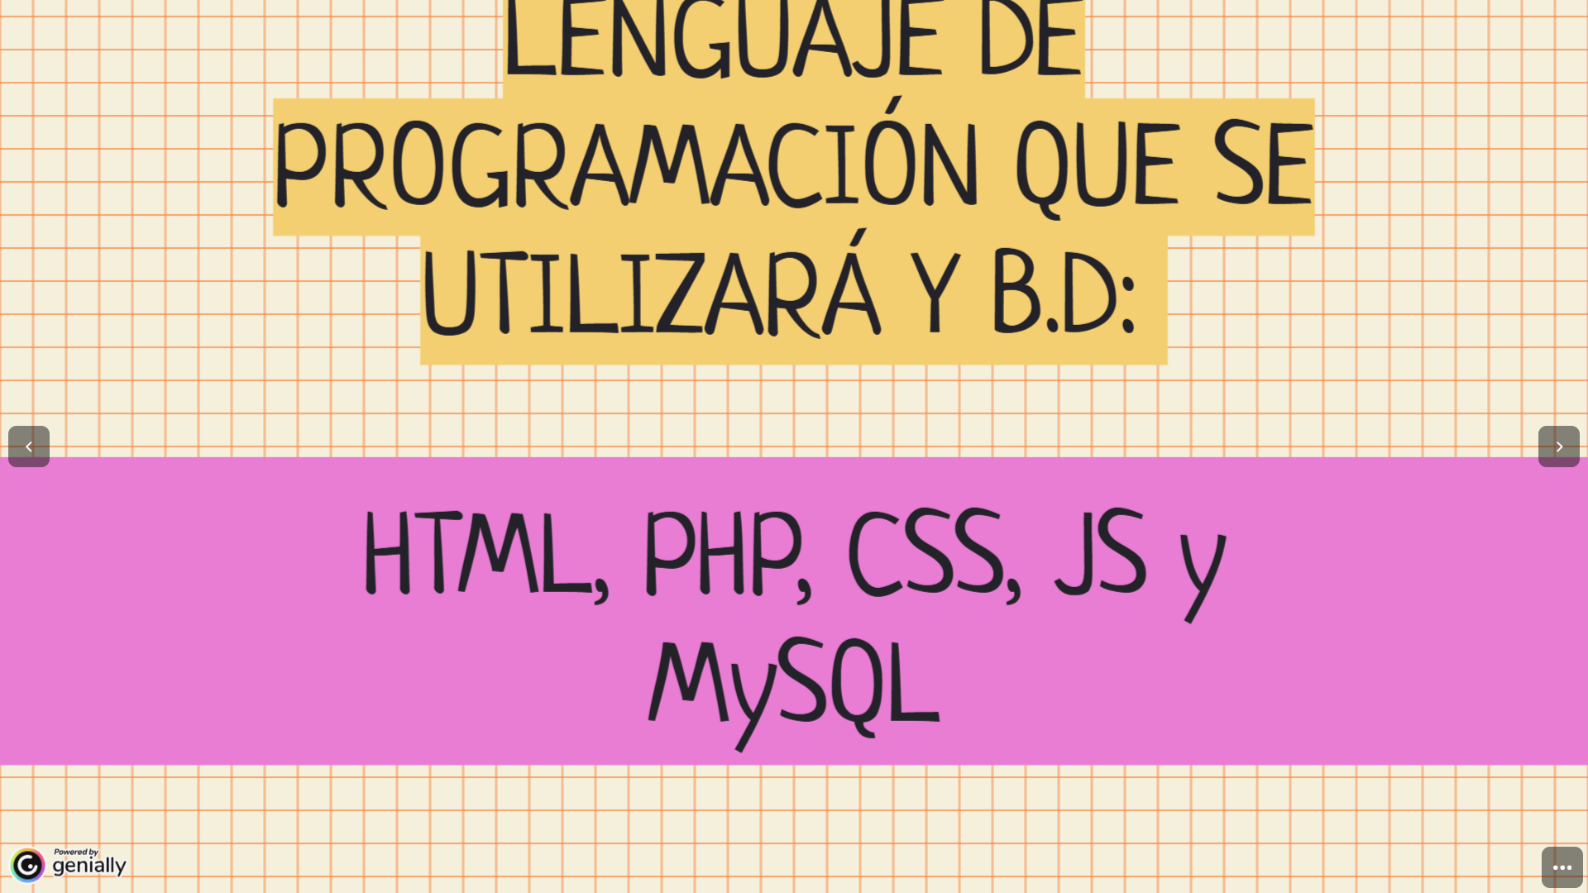 LENGUAJE DE
PROGRAMACIÓN QUE SE
UTILIZARÁ Y B.D:
HTML, PHP, CSS, JS y
MySQL
Powered by
genially